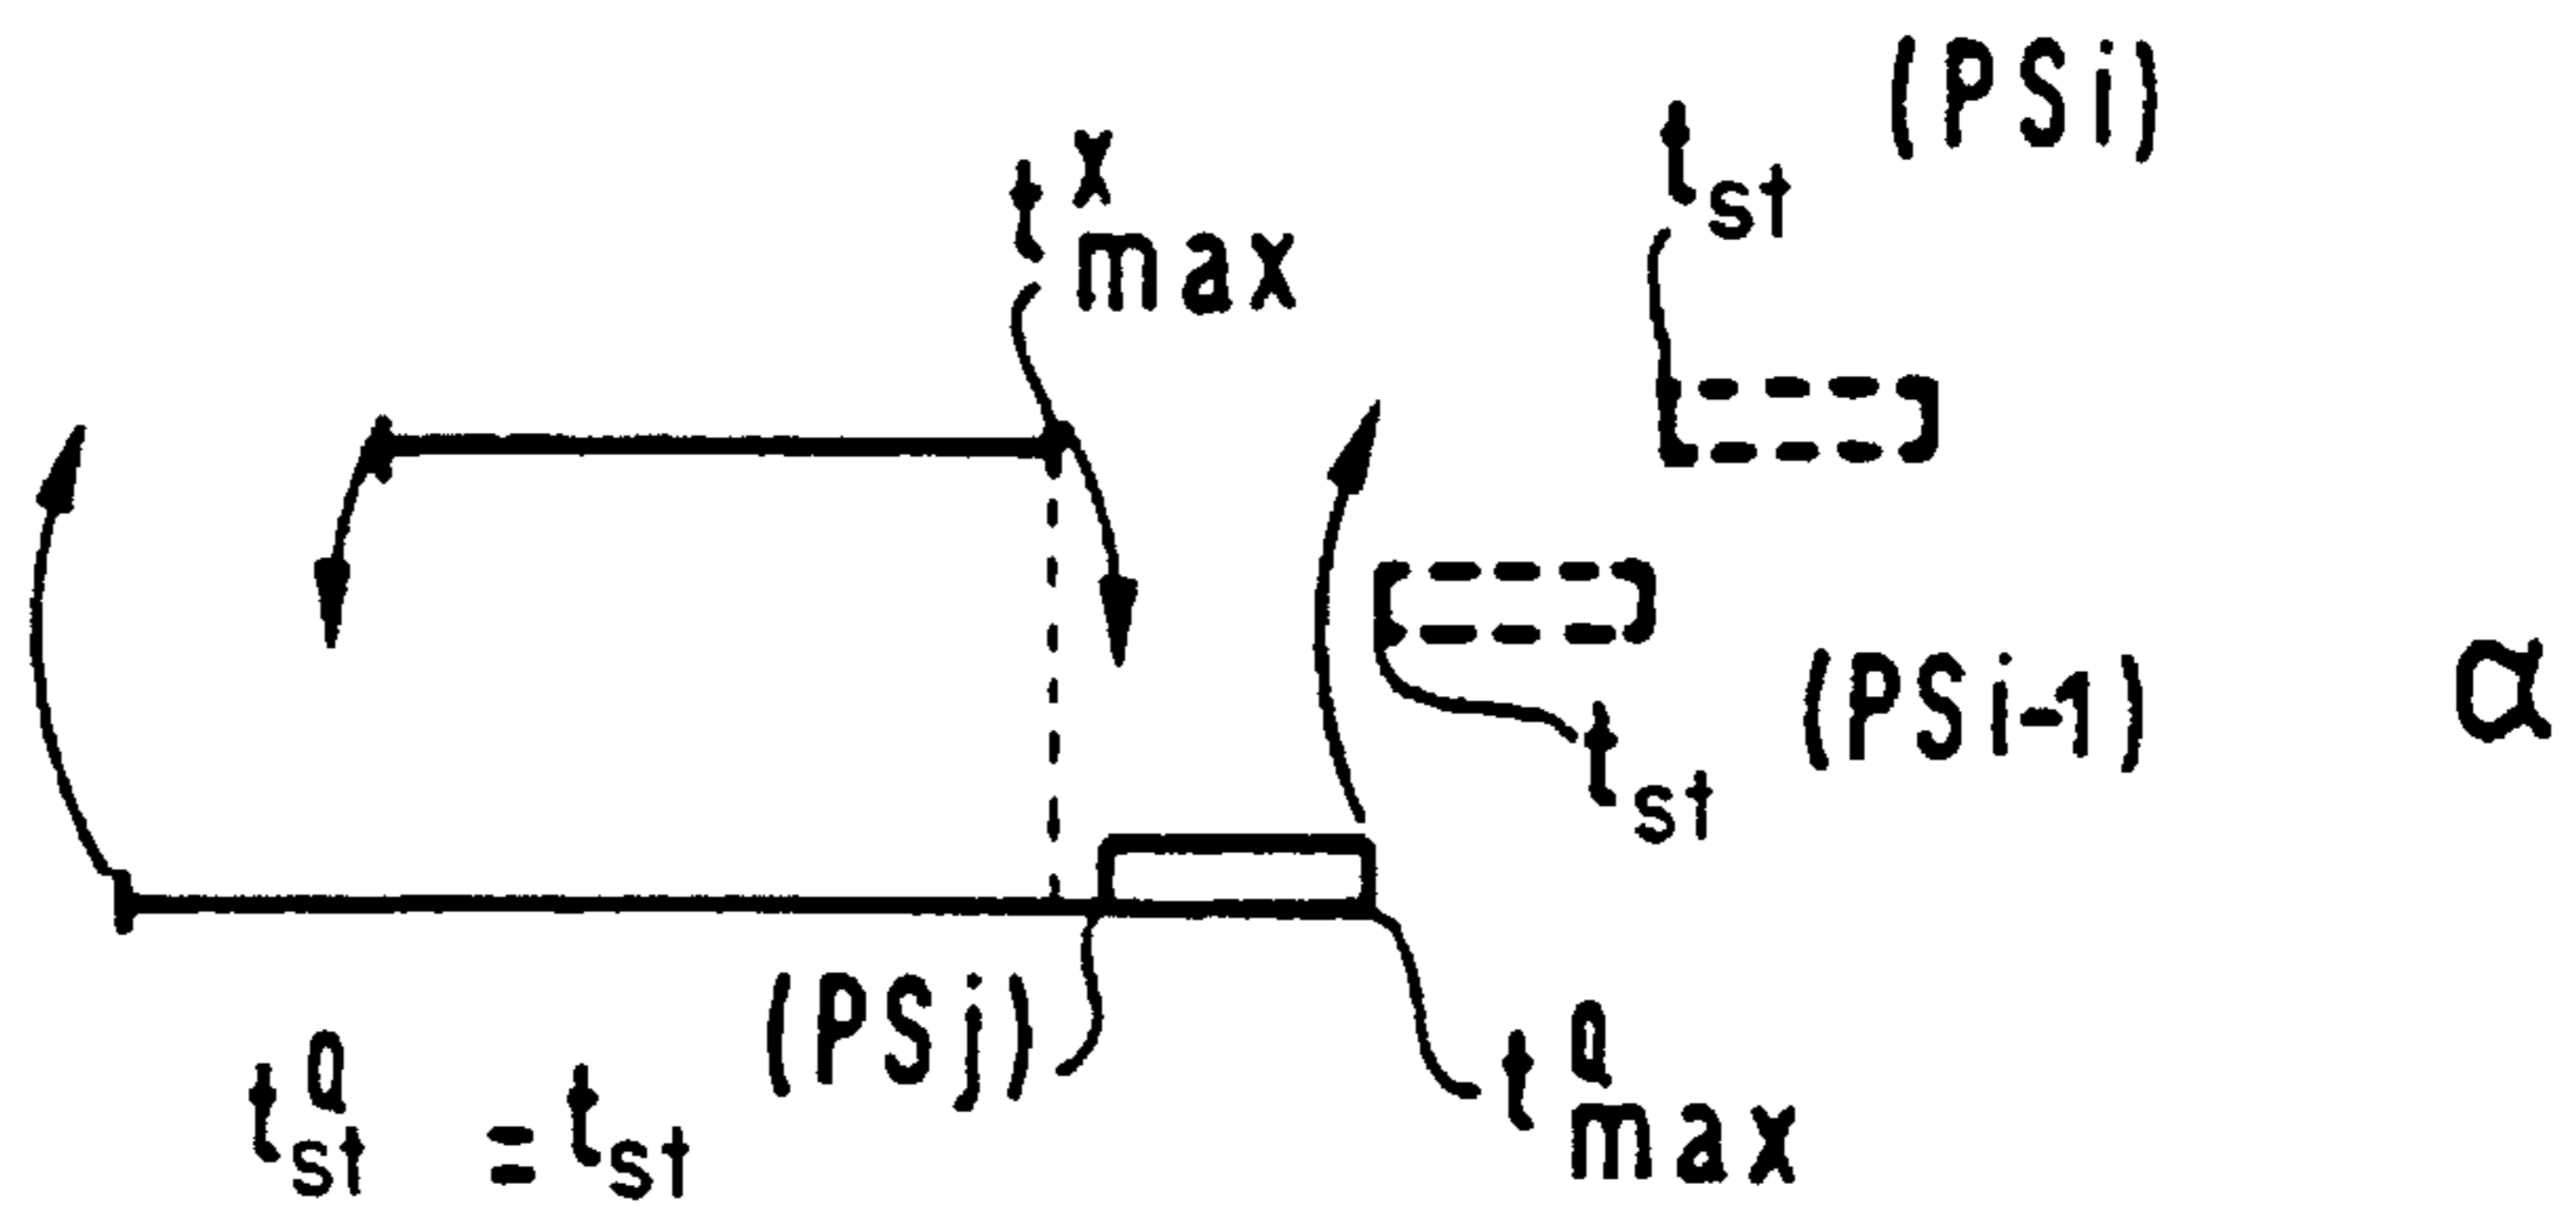 t^x_max
t_st (PSi)
t_st (PSi-1)
α
t^Q_st = t_st (PSj)
t^Q_max